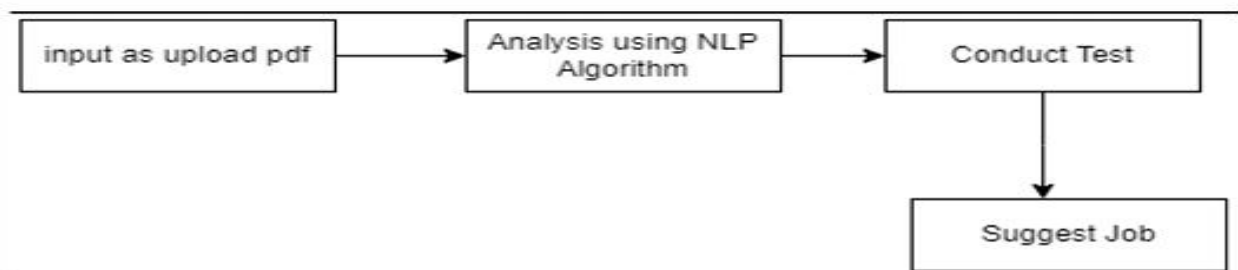 input as upload pdf
Analysis using NLP
Algorithm
Conduct Test
Suggest Job